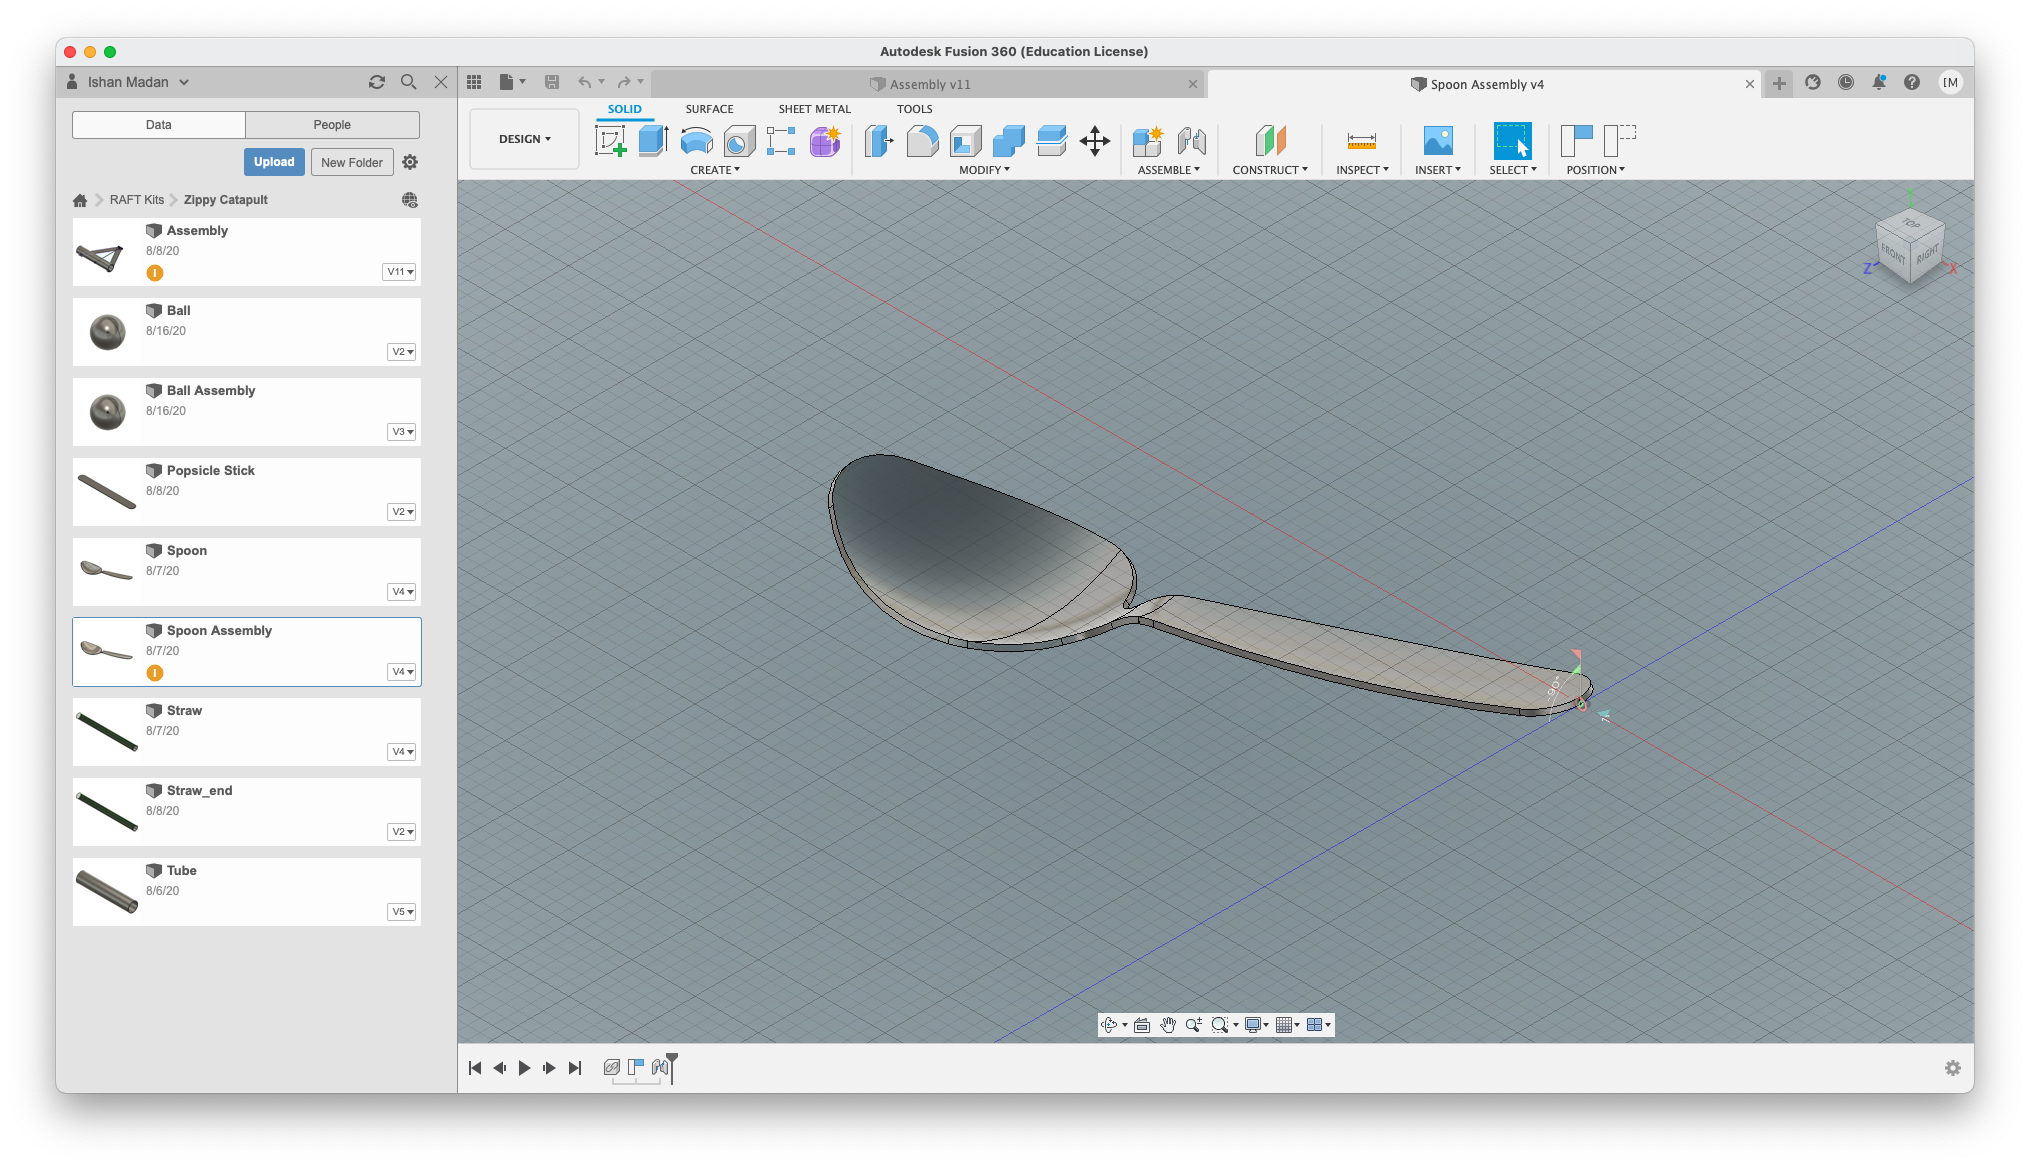 Autodesk Fusion 360 (Education License)
Ishan Madan
Assembly v11
Spoon Assembly v4
IM
Data
People
Upload
New Folder
RAFT Kits
Zippy Catapult
DESIGN
SOLID
SURFACE
SHEET METAL
TOOLS
CREATE
MODIFY
ASSEMBLE
CONSTRUCT
INSPECT
INSERT
SELECT
POSITION
Assembly
8/8/20
V11
Ball
8/16/20
V2
Ball Assembly
8/16/20
V3
Popsicle Stick
8/8/20
V2
Spoon
8/7/20
V4
Spoon Assembly
8/7/20
V4
Straw
8/7/20
V4
Straw_end
8/8/20
V2
Tube
8/6/20
V5
Y
TOP
FRONT
RIGHT
Z
X